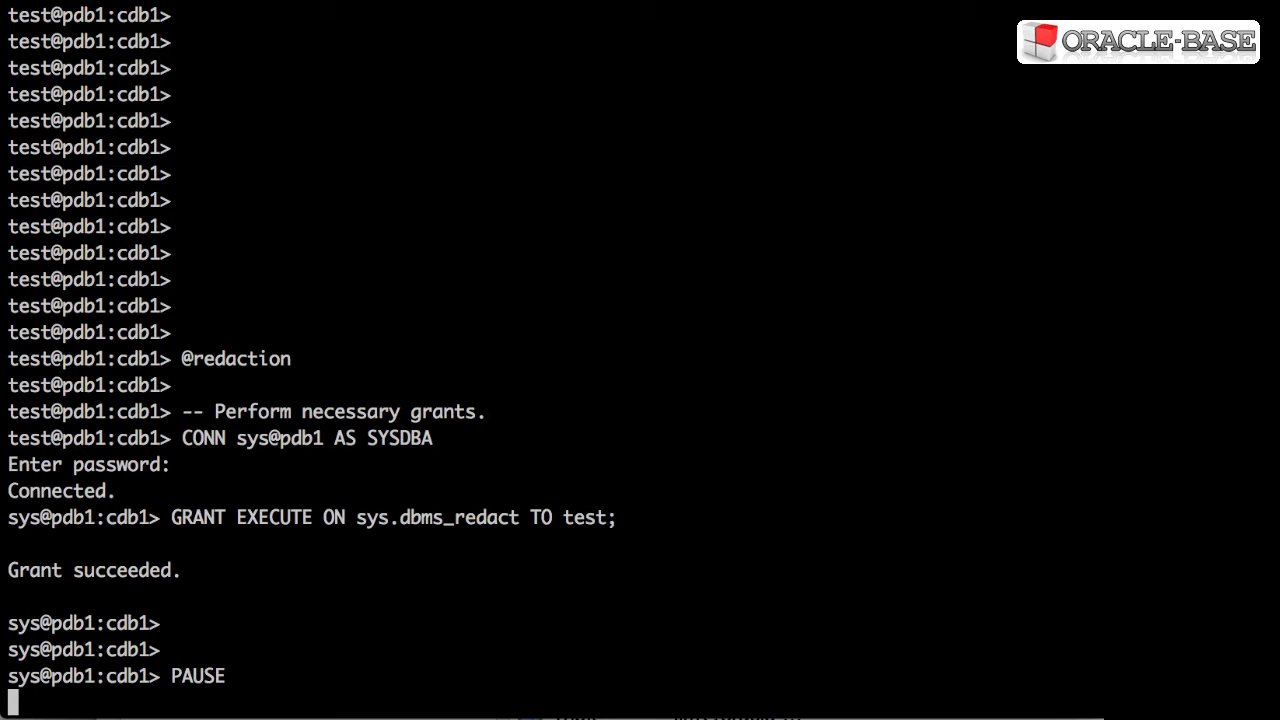 test@pdb1:cdb1>
ORACLE-BASE
test@pdb1:cdb1>
test@pdb1:cdb1>
test@pdb1:cdb1>
test@pdb1:cdb1>
test@pdb1:cdb1>
test@pdb1:cdb1>
test@pdb1:cdb1>
test@pdb1:cdb1>
test@pdb1:cdb1>
test@pdb1:cdb1>
test@pdb1:cdb1>
test@pdb1:cdb1>
test@pdb1:cdb1> @redaction
test@pdb1:cdb1>
test@pdb1:cdb1> -- Perform necessary grants.
test@pdb1:cdb1> CONN sys@pdb1 AS SYSDBA
Enter password:
Connected.
sys@pdb1:cdb1> GRANT EXECUTE ON sys.dbms_redact TO test;
Grant succeeded.
sys@pdb1:cdb1>
sys@pdb1:cdb1>
sys@pdb1:cdb1> PAUSE